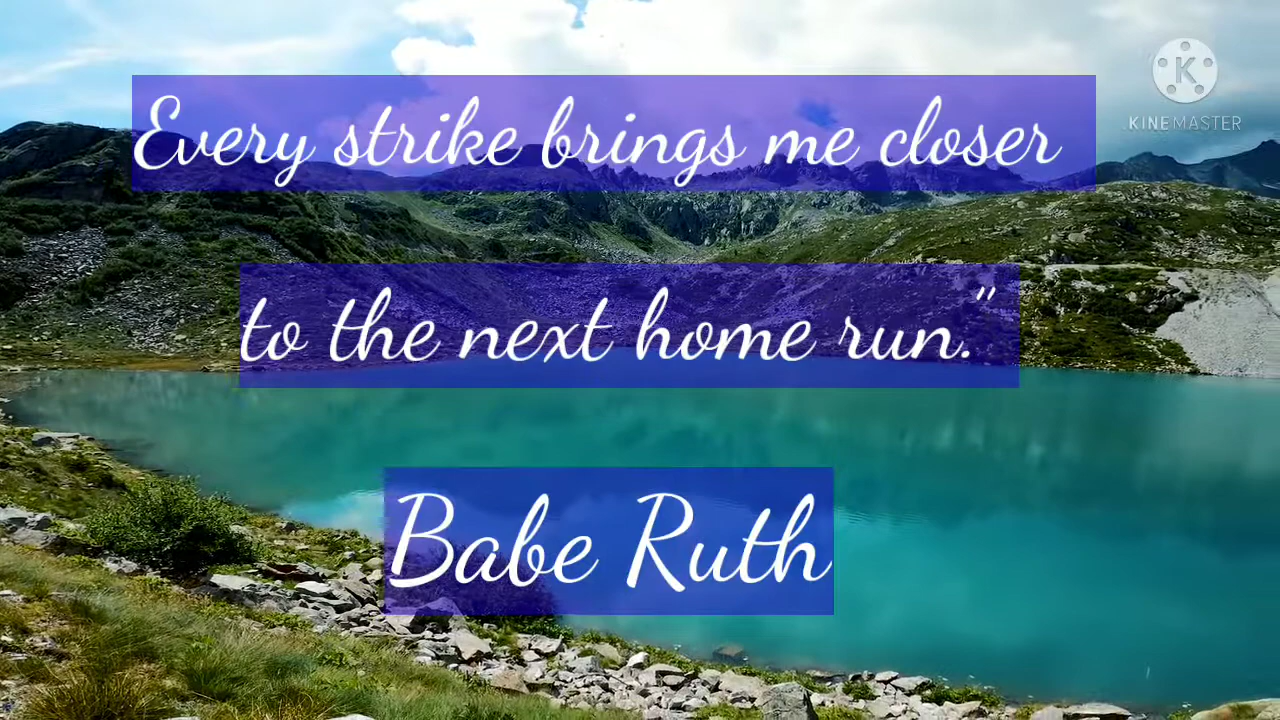 K
KINEMASTER
Every strike brings me closer
to the next home run.”
Babe Ruth